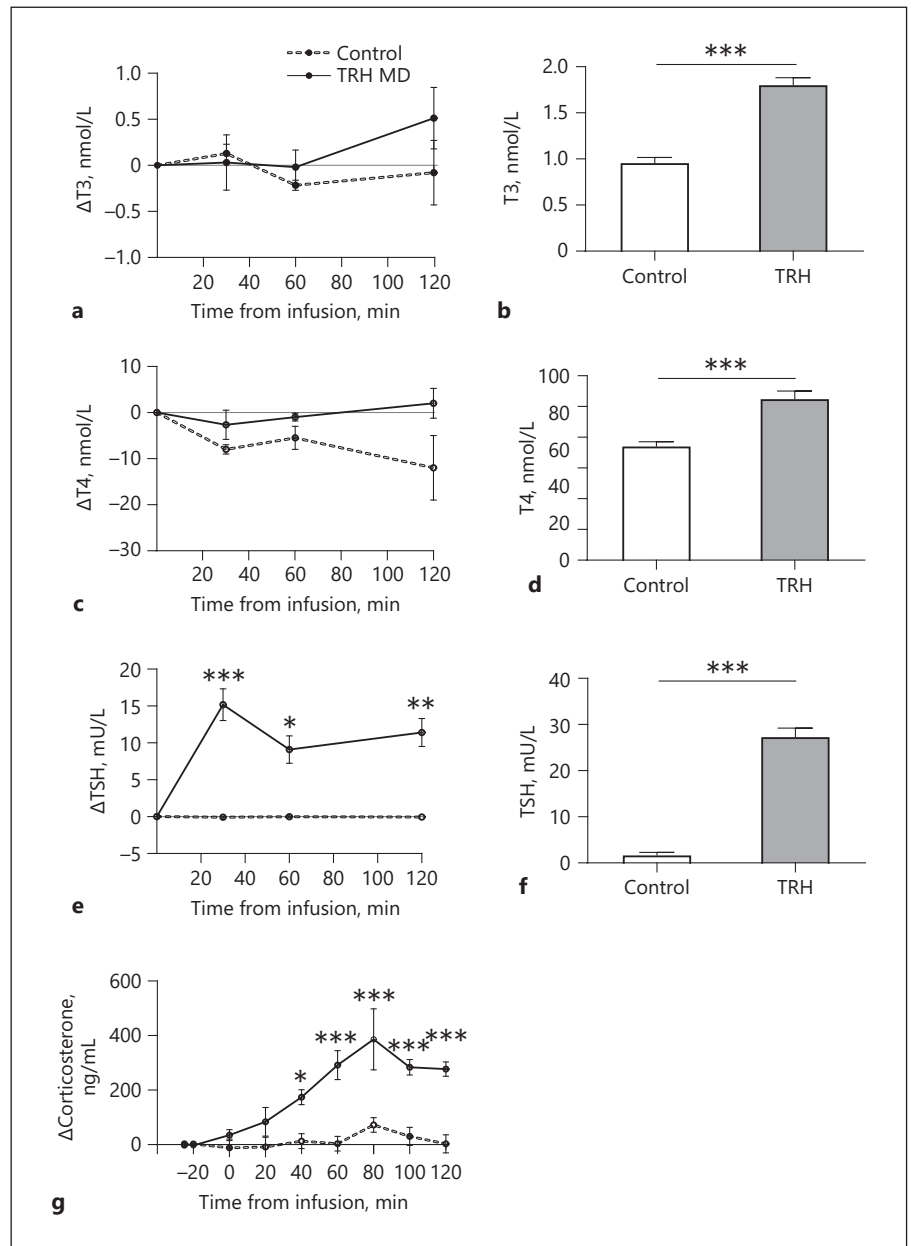 Control
TRH MD
1.0
0.5
0
–0.5
–1.0
ΔT3, nmol/L
20 40 60 80 100 120
Time from infusion, min
a
***
2.0
1.5
1.0
0.5
0
T3, nmol/L
Control TRH
b
10
0
–10
–20
–30
ΔT4, nmol/L
20 40 60 80 100 120
Time from infusion, min
c
***
100
80
60
40
20
0
T4, nmol/L
Control TRH
d
20
15
10
5
0
–5
ΔTSH, mU/L
*** * **
20 40 60 80 100 120
Time from infusion, min
e
***
40
30
20
10
0
TSH, mU/L
Control TRH
f
600
400
200
0
ΔCorticosterone,
ng/mL
* *** *** *** ***
–20 0 20 40 60 80 100 120
Time from infusion, min
g